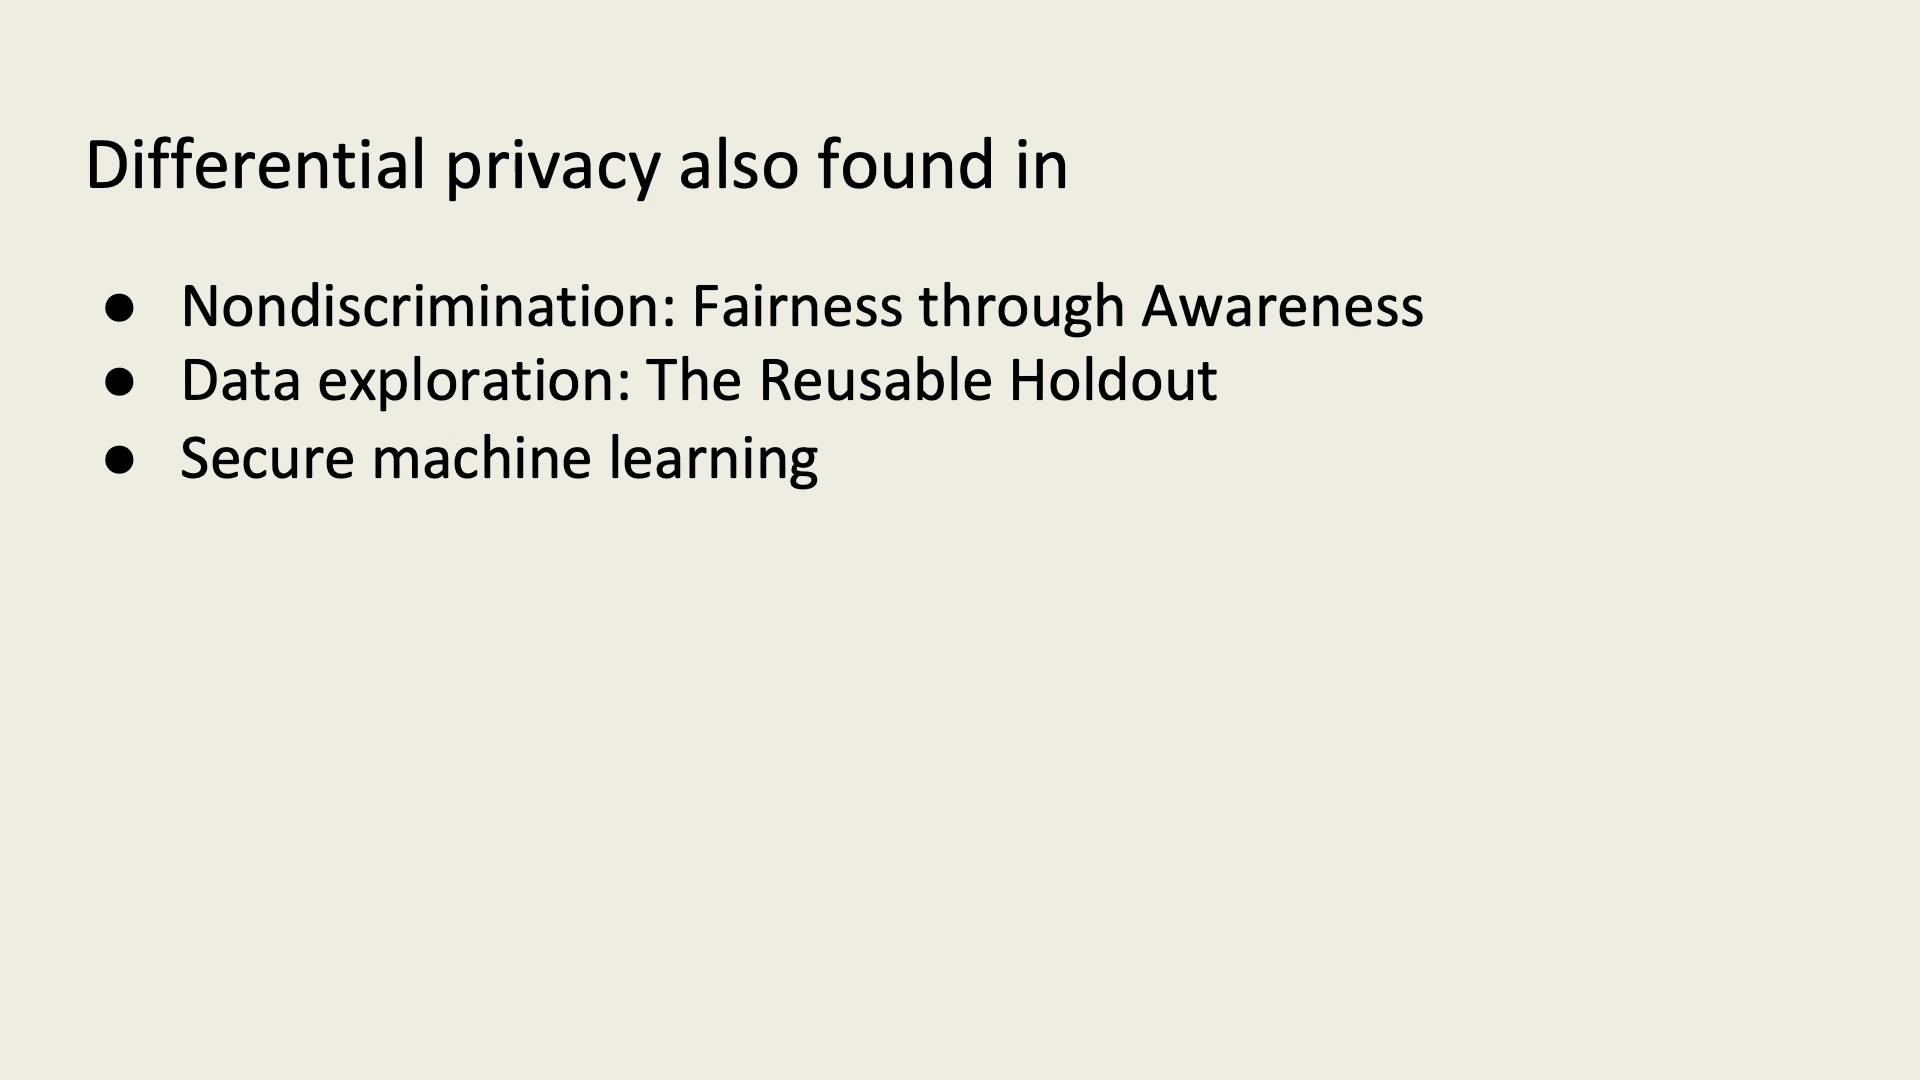 Differential privacy also found in
● Nondiscrimination: Fairness through Awareness
● Data exploration: The Reusable Holdout
● Secure machine learning